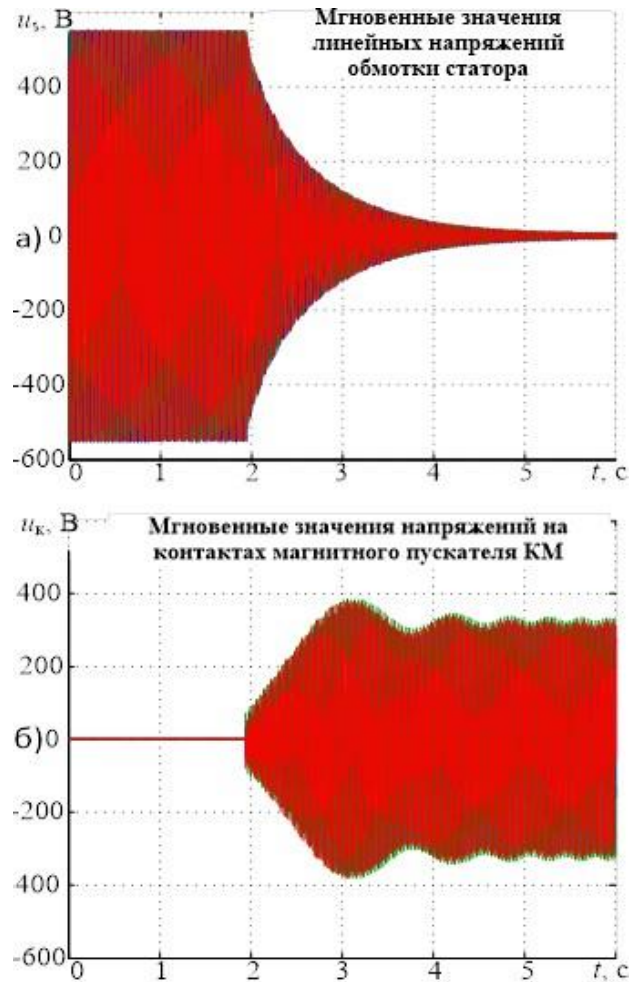 u_s, В
Мгновенные значения
линейных напряжений
обмотки статора
400
200
а) 0
-200
-400
-600
0 1 2 3 4 5 t, с
u_К, В
Мгновенные значения напряжений на
контактах магнитного пускателя КМ
400
200
б) 0
-200
400
-600
0 1 2 3 4 5 t, с